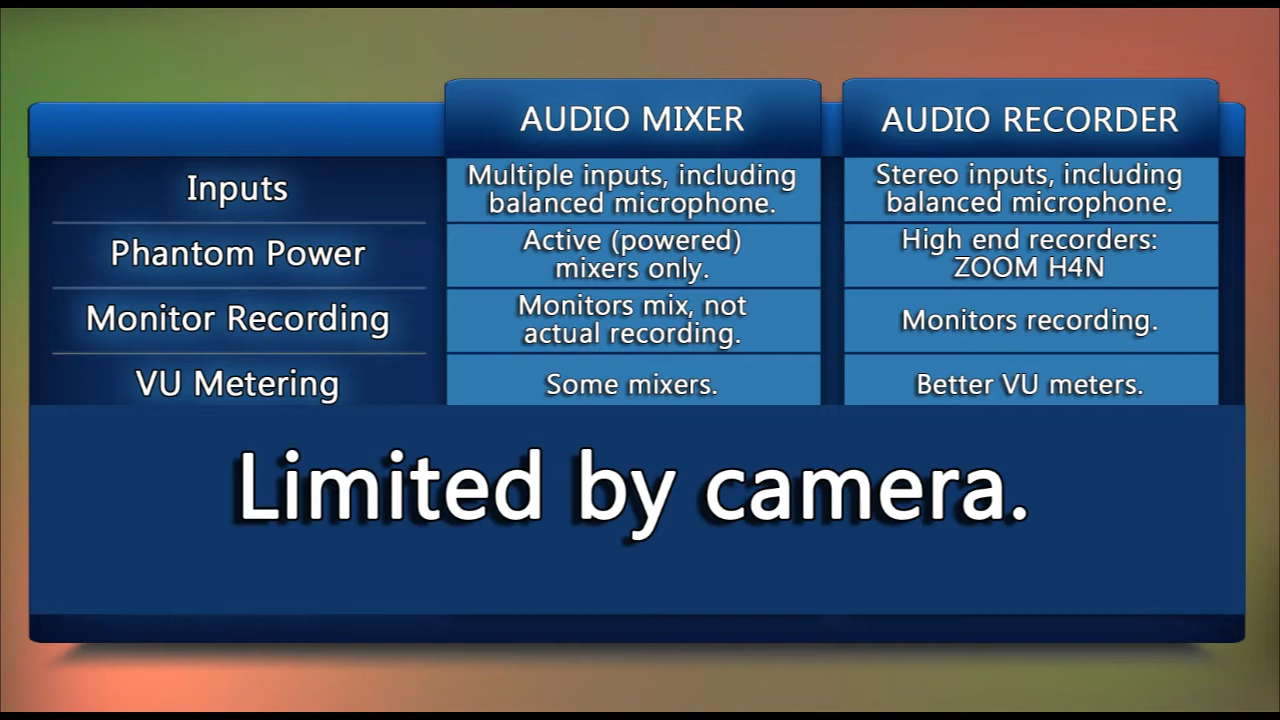 AUDIO MIXER
AUDIO RECORDER
Inputs
Multiple inputs, including
balanced microphone.
Stereo inputs, including
balanced microphone.
Phantom Power
Active (powered)
mixers only.
High end recorders:
ZOOM H4N
Monitor Recording
Monitors mix, not
actual recording.
Monitors recording.
VU Metering
Some mixers.
Better VU meters.
Limited by camera.